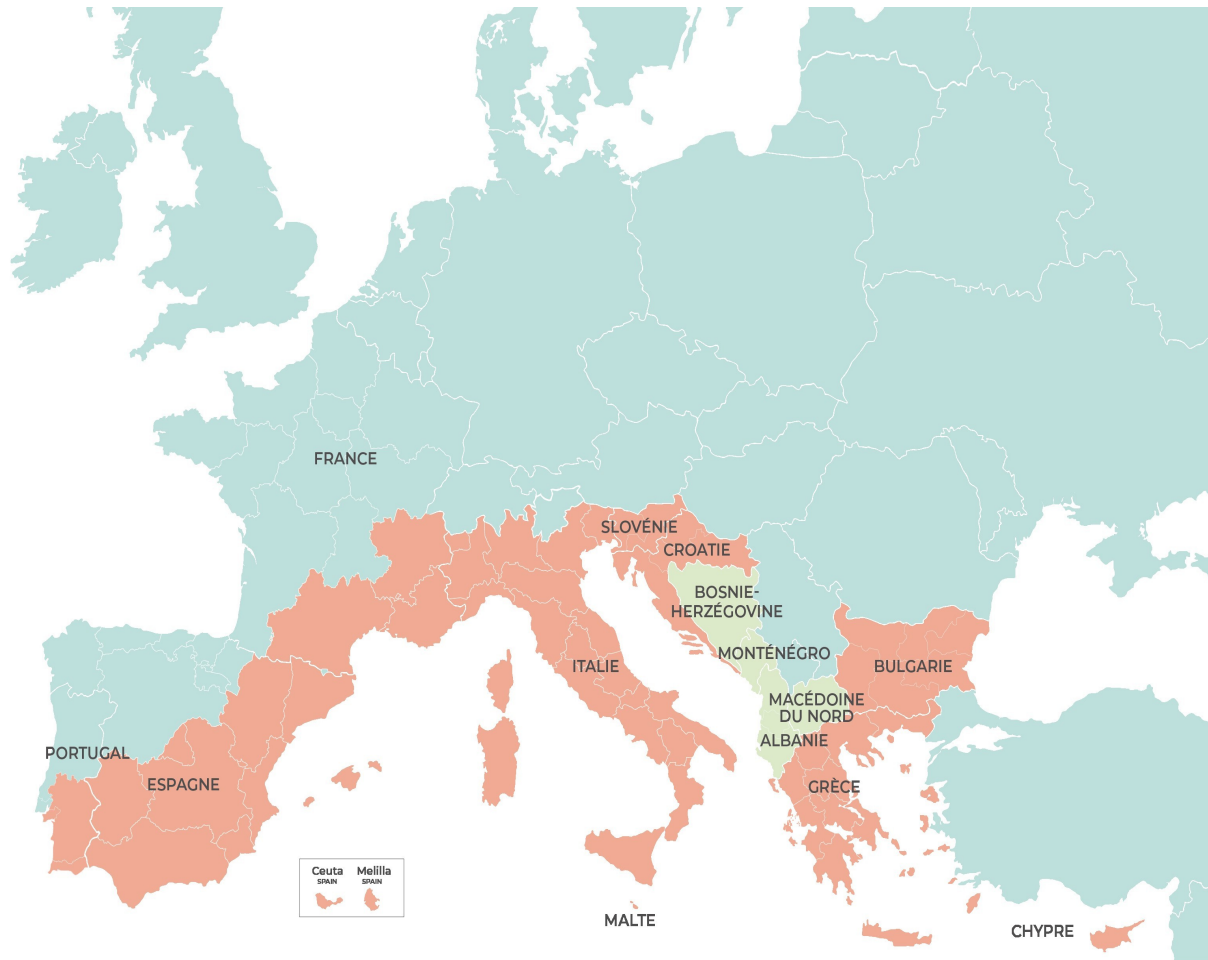 FRANCE
SLOVÉNIE
CROATIE
BOSNIE-
HERZÉGOVINE
MONTÉNÉGRO
ITALIE
BULGARIE
MACÉDOINE
DU NORD
ALBANIE
PORTUGAL
ESPAGNE
GRÈCE
Ceuta
SPAIN
Melilla
SPAIN
MALTE
CHYPRE